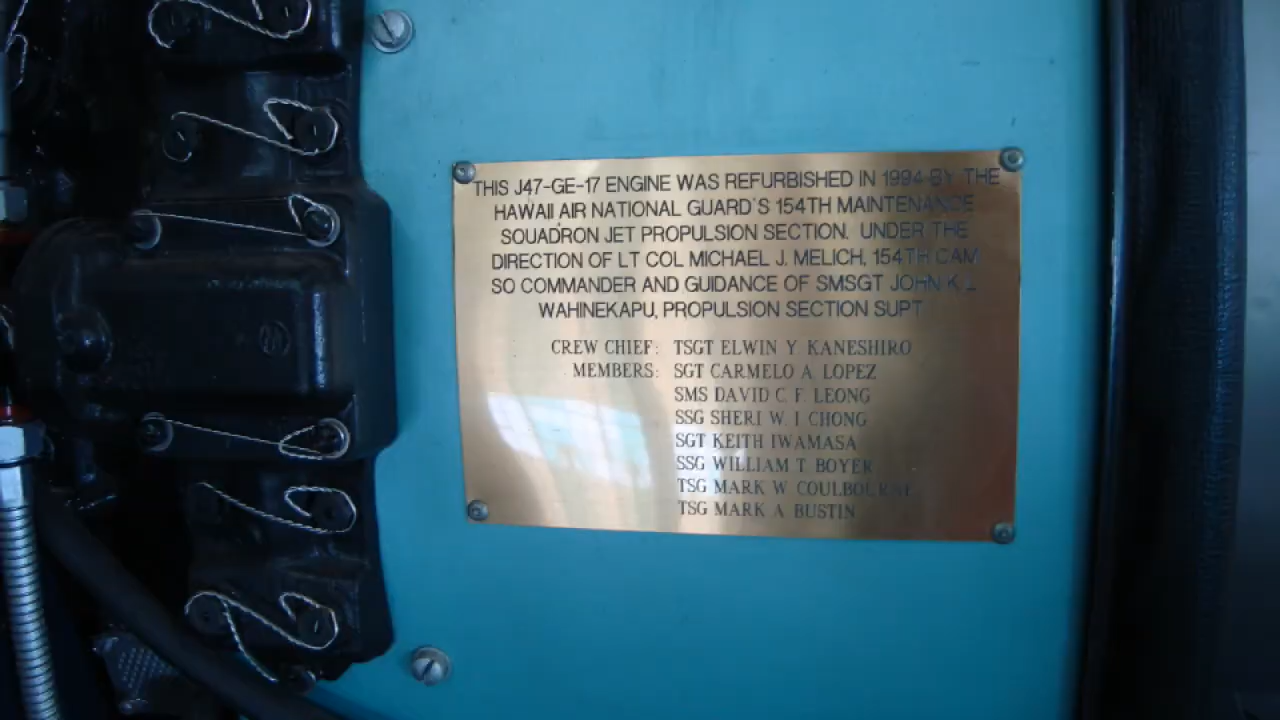 THIS J47-GE-17 ENGINE WAS REFURBISHED IN 1994 BY THE
HAWAII AIR NATIONAL GUARD'S 154TH MAINTENANCE
SQUADRON JET PROPULSION SECTION. UNDER THE
DIRECTION OF LT COL MICHAEL J. MELICH, 154TH CAM
SQ COMMANDER AND GUIDANCE OF SMSGT JOHN K.L.
WAHINEKAPU, PROPULSION SECTION SUPT.
CREW CHIEF: TSGT ELWIN Y. KANESHIRO
MEMBERS: SGT CARMELO A. LOPEZ
SMS DAVID C. F. LEONG
SSG SHERI W. I CHONG
SGT KEITH IWAMASA
SSG WILLIAM T BOYER
TSG MARK W COULBOURNE
TSG MARK A BUSTIN